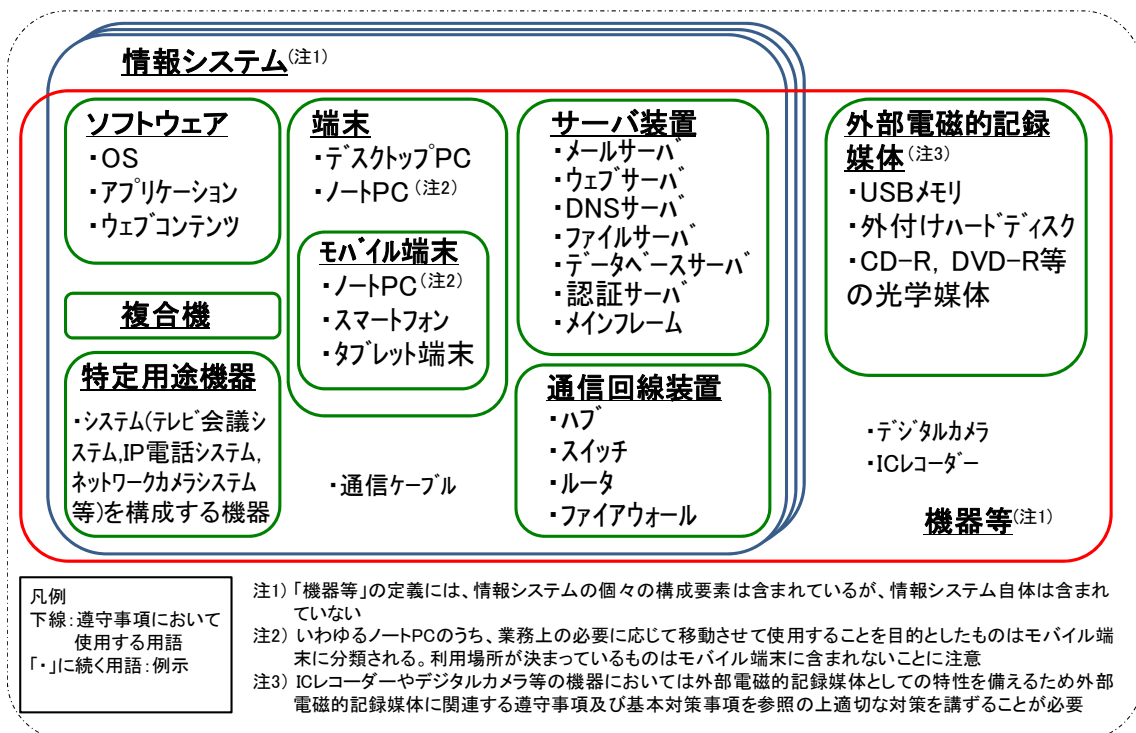 情報システム(注1)
ソフトウェア
・OS
・アプリケーション
・ウェブコンテンツ
複合機
特定用途機器
・システム(テレビ会議シ
ステム,IP電話システム,
ネットワークカメラシステム
等)を構成する機器
端末
・デスクトップPC
・ノートPC(注2)
モバイル端末
・ノートPC(注2)
・スマートフォン
・タブレット端末
・通信ケーブル
サーバ装置
・メールサーバ
・ウェブサーバ
・DNSサーバ
・ファイルサーバ
・データベースサーバ
・認証サーバ
・メインフレーム
通信回線装置
・ハブ
・スイッチ
・ルータ
・ファイアウォール
外部電磁的記録
媒体(注3)
・USBメモリ
・外付けハードディスク
・CD-R, DVD-R等
の光学媒体
・デジタルカメラ
・ICレコーダー
機器等(注1)
凡例
下線:遵守事項において
使用する用語
「・」に続く用語:例示
注1) 「機器等」の定義には、情報システムの個々の構成要素は含まれているが、情報システム自体は含まれ
ていない
注2) いわゆるノートPCのうち、業務上の必要に応じて移動させて使用することを目的としたものはモバイル端
末に分類される。利用場所が決まっているものはモバイル端末に含まれないことに注意
注3) ICレコーダーやデジタルカメラ等の機器においては外部電磁的記録媒体としての特性を備えるため外部
電磁的記録媒体に関連する遵守事項及び基本対策事項を参照の上適切な対策を講ずることが必要